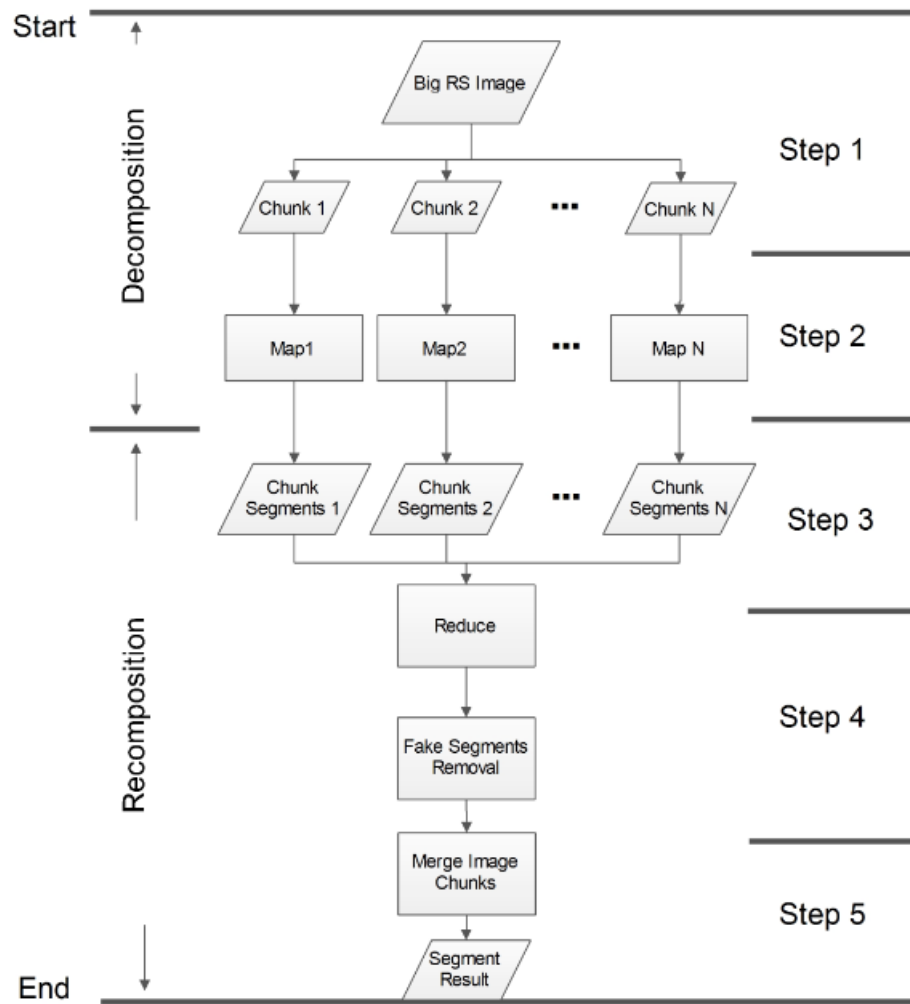 Start
Big RS Image
Step 1
Decomposition
Chunk 1
Chunk 2
...
Chunk N
Step 2
Map1
Map2
...
Map N
Chunk
Segments 1
Chunk
Segments 2
...
Chunk
Segments N
Step 3
Recomposition
Reduce
Step 4
Fake Segments
Removal
Merge Image
Chunks
Step 5
Segment
Result
End